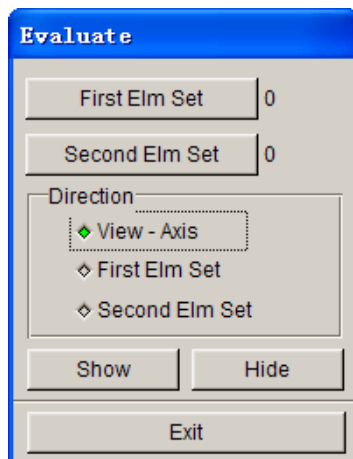 Evaluate
First Elm Set 0
Second Elm Set 0
Direction
View - Axis
First Elm Set
Second Elm Set
Show Hide
Exit